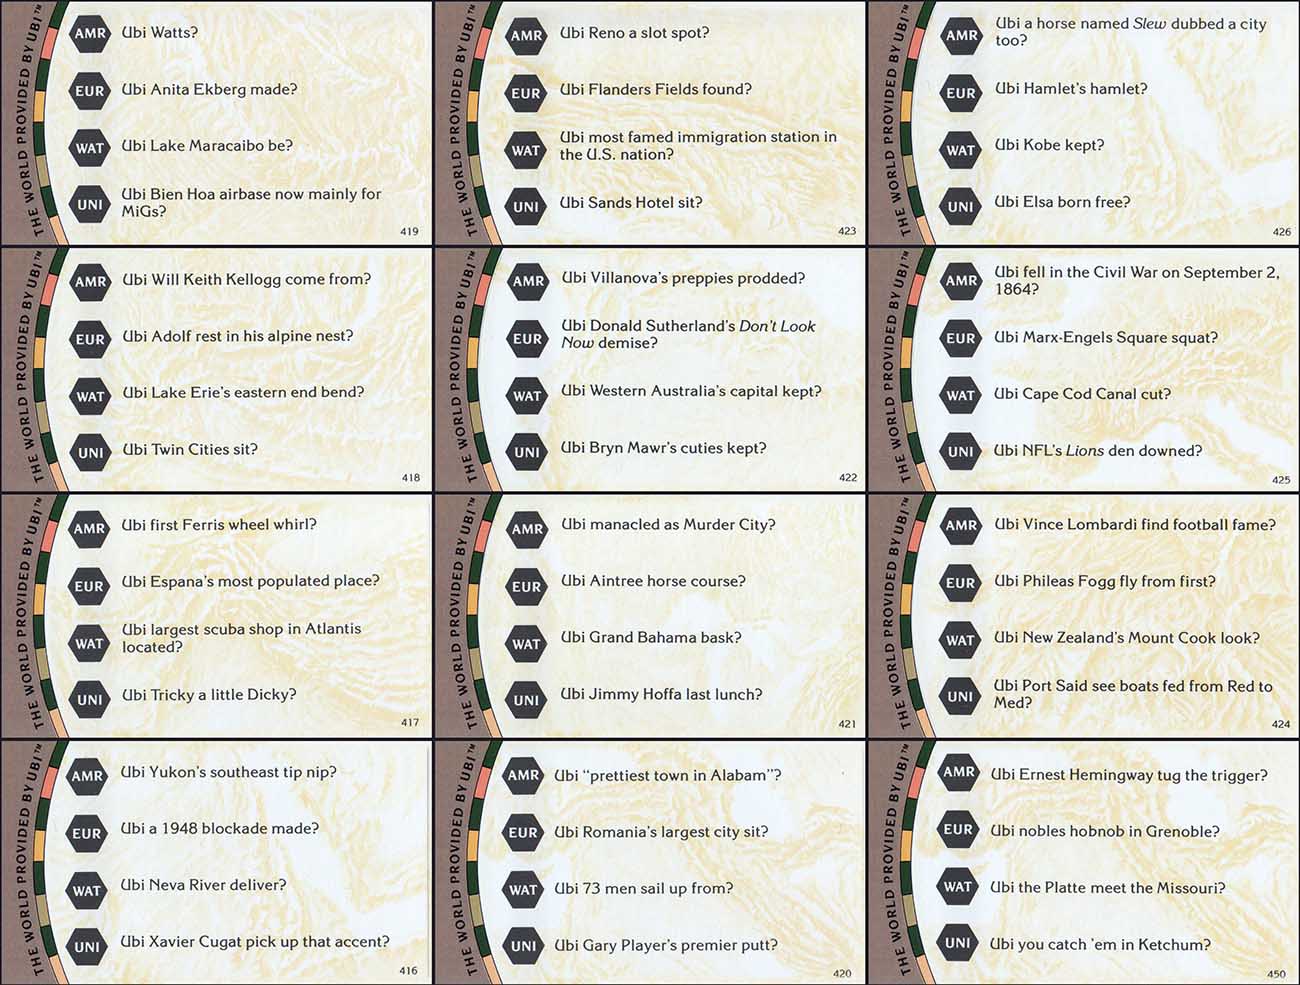 THE WORLD PROVIDED BY UBI™
AMR Ubi Watts?
EUR Ubi Anita Ekberg made?
WAT Ubi Lake Maracaibo be?
UNI Ubi Bien Hoa airbase now mainly for
MiGs?
419
THE WORLD PROVIDED BY UBI™
AMR Ubi Reno a slot spot?
EUR Ubi Flanders Fields found?
WAT Ubi most famed immigration station in
the U.S. nation?
UNI Ubi Sands Hotel sit?
423
THE WORLD PROVIDED BY UBI™
AMR Ubi a horse named Slew dubbed a city
too?
EUR Ubi Hamlet's hamlet?
WAT Ubi Kobe kept?
UNI Ubi Elsa born free?
426
THE WORLD PROVIDED BY UBI™
AMR Ubi Will Keith Kellogg come from?
EUR Ubi Adolf rest in his alpine nest?
WAT Ubi Lake Erie's eastern end bend?
UNI Ubi Twin Cities sit?
418
THE WORLD PROVIDED BY UBI™
AMR Ubi Villanova's preppies prodded?
EUR Ubi Donald Sutherland's Don't Look
Now demise?
WAT Ubi Western Australia's capital kept?
UNI Ubi Bryn Mawr's cuties kept?
422
THE WORLD PROVIDED BY UBI™
AMR Ubi fell in the Civil War on September 2,
1864?
EUR Ubi Marx-Engels Square squat?
WAT Ubi Cape Cod Canal cut?
UNI Ubi NFL's Lions den downed?
425
THE WORLD PROVIDED BY UBI™
AMR Ubi first Ferris wheel whirl?
EUR Ubi Espana's most populated place?
WAT Ubi largest scuba shop in Atlantis
located?
UNI Ubi Tricky a little Dicky?
417
THE WORLD PROVIDED BY UBI™
AMR Ubi manacled as Murder City?
EUR Ubi Aintree horse course?
WAT Ubi Grand Bahama bask?
UNI Ubi Jimmy Hoffa last lunch?
421
THE WORLD PROVIDED BY UBI™
AMR Ubi Vince Lombardi find football fame?
EUR Ubi Phileas Fogg fly from first?
WAT Ubi New Zealand's Mount Cook look?
UNI Ubi Port Said see boats fed from Red to
Med?
424
THE WORLD PROVIDED BY UBI™
AMR Ubi Yukon's southeast tip nip?
EUR Ubi a 1948 blockade made?
WAT Ubi Neva River deliver?
UNI Ubi Xavier Cugat pick up that accent?
416
THE WORLD PROVIDED BY UBI™
AMR Ubi "prettiest town in Alabam"?
EUR Ubi Romania's largest city sit?
WAT Ubi 73 men sail up from?
UNI Ubi Gary Player's premier putt?
420
THE WORLD PROVIDED BY UBI™
AMR Ubi Ernest Hemingway tug the trigger?
EUR Ubi nobles hobnob in Grenoble?
WAT Ubi the Platte meet the Missouri?
UNI Ubi you catch 'em in Ketchum?
450